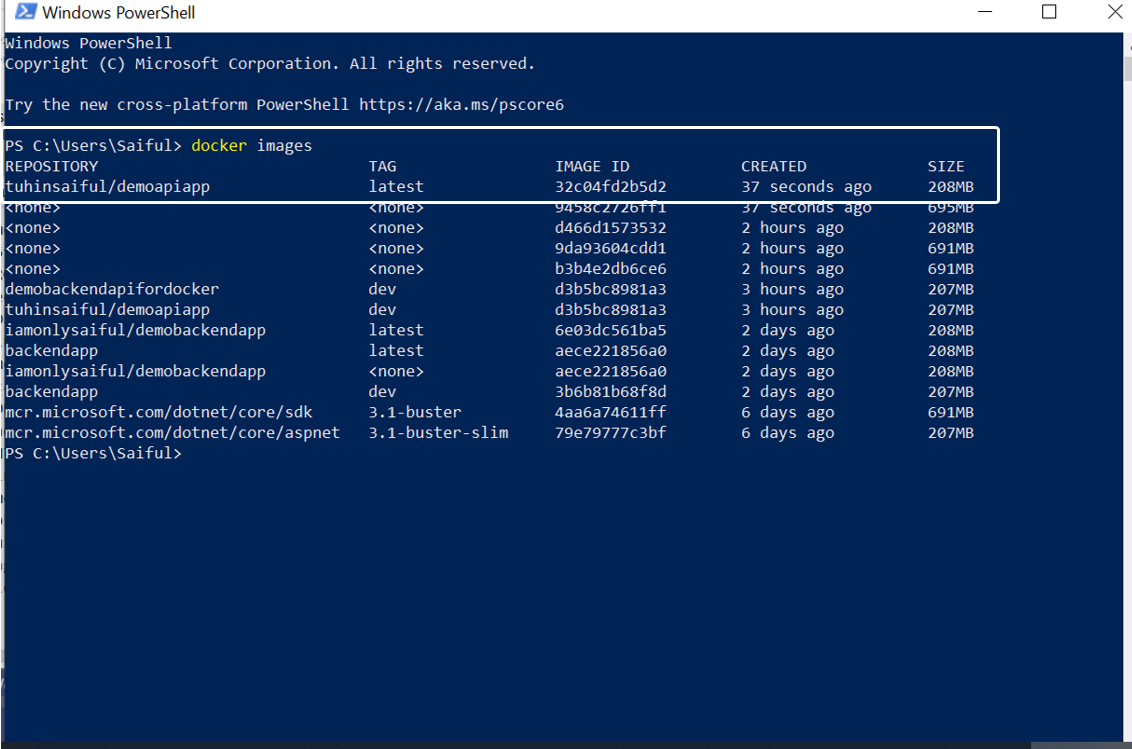 Windows PowerShell
Windows PowerShell
Copyright (C) Microsoft Corporation. All rights reserved.
Try the new cross-platform PowerShell https://aka.ms/pscore6
PS C:\Users\Saiful> docker images
REPOSITORY TAG IMAGE ID CREATED SIZE
tuhinsaiful/demoapiapp latest 32c04fd2b5d2 37 seconds ago 208MB
<none> <none> 9458c2726ff1 37 seconds ago 695MB
<none> <none> d466d1573532 2 hours ago 208MB
<none> <none> 9da93604cdd1 2 hours ago 691MB
<none> <none> b3b4e2db6ce6 2 hours ago 691MB
demobackendapifordocker dev d3b5bc8981a3 3 hours ago 207MB
tuhinsaiful/demoapiapp dev d3b5bc8981a3 3 hours ago 207MB
iamonlysaiful/demobackendapp latest 6e03dc561ba5 2 days ago 208MB
backendapp latest aece221856a0 2 days ago 208MB
iamonlysaiful/demobackendapp <none> aece221856a0 2 days ago 208MB
backendapp dev 3b6b81b68f8d 2 days ago 207MB
mcr.microsoft.com/dotnet/core/sdk 3.1-buster 4aa6a74611ff 6 days ago 691MB
mcr.microsoft.com/dotnet/core/aspnet 3.1-buster-slim 79e79777c3bf 6 days ago 207MB
PS C:\Users\Saiful>